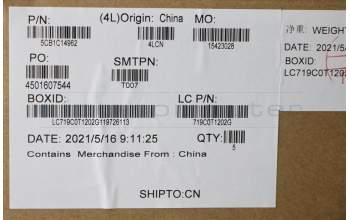 P/N: (4L)Origin: China MO:
5CB1C14962 4LCN 15423028
PO: SMTPN:
4501607544 T007
BOXID: LC P/N:
LC719C0T1202G119726113 719C0T1202G
DATE: 2021/5/16 9:11:25 QTY:
5
Contains Merchandise From : China
SHIPTO:CN
净重: WEIGHT
DATE: 2021/5/
BOXID:
LC719C0T1202